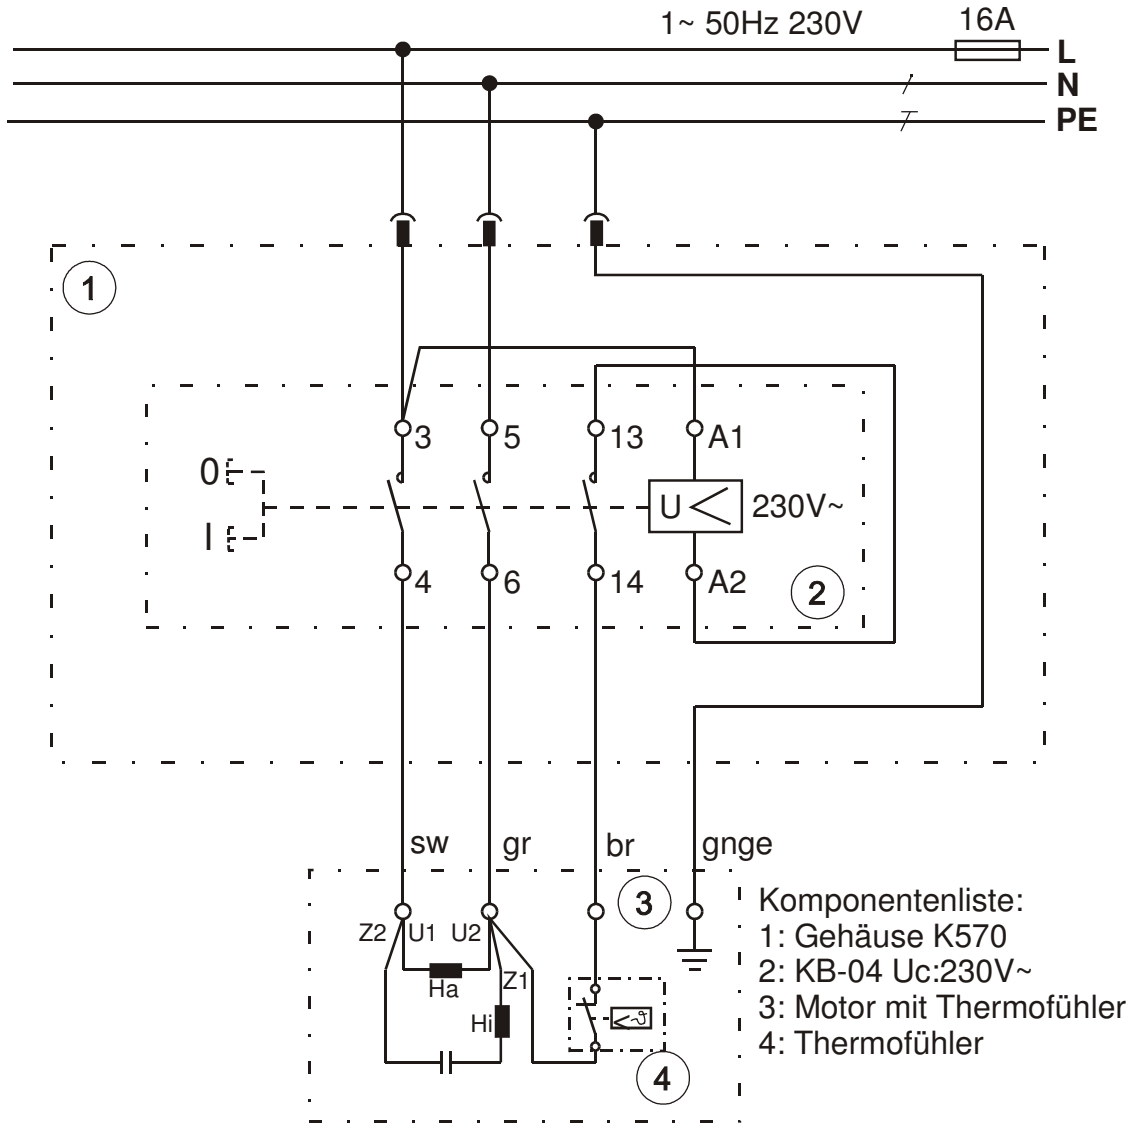 1~ 50Hz 230V
16A
L
N
PE
1
3
5
13
A1
0
U <
230V~
I
4
6
14
A2
2
sw
gr
br
gnge
3
Z2
U1
U2
Ha
Z1
Hi
<ϑ
4
Komponentenliste:
1: Gehäuse K570
2: KB-04 Uc:230V~
3: Motor mit Thermofühler
4: Thermofühler